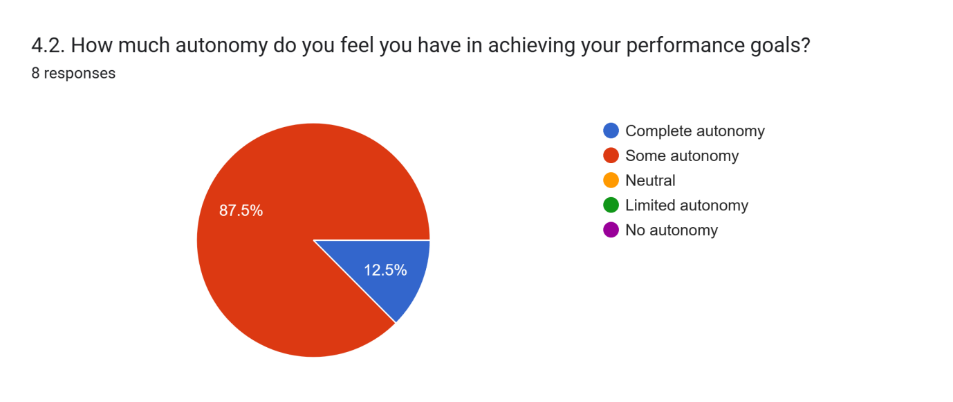 4.2. How much autonomy do you feel you have in achieving your performance goals?
8 responses
Complete autonomy
Some autonomy
Neutral
Limited autonomy
No autonomy
87.5%
12.5%